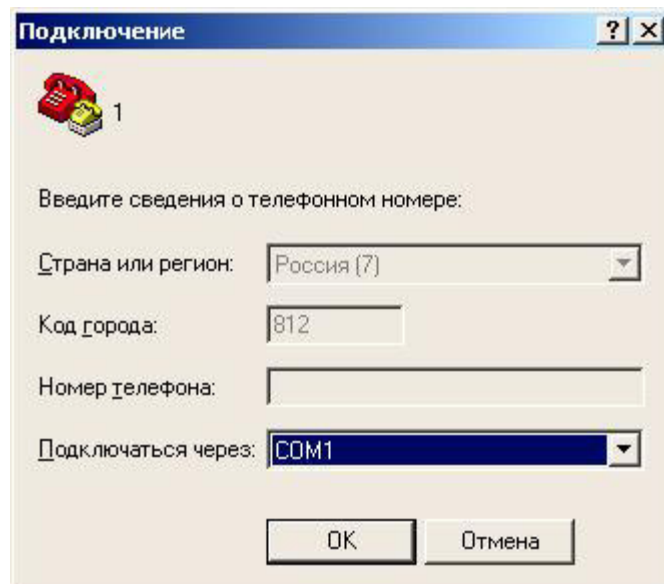 Подключение
1
Введите сведения о телефонном номере:
Страна или регион: Россия (7)
Код города: 812
Номер телефона:
Подключаться через: COM1
OK Отмена